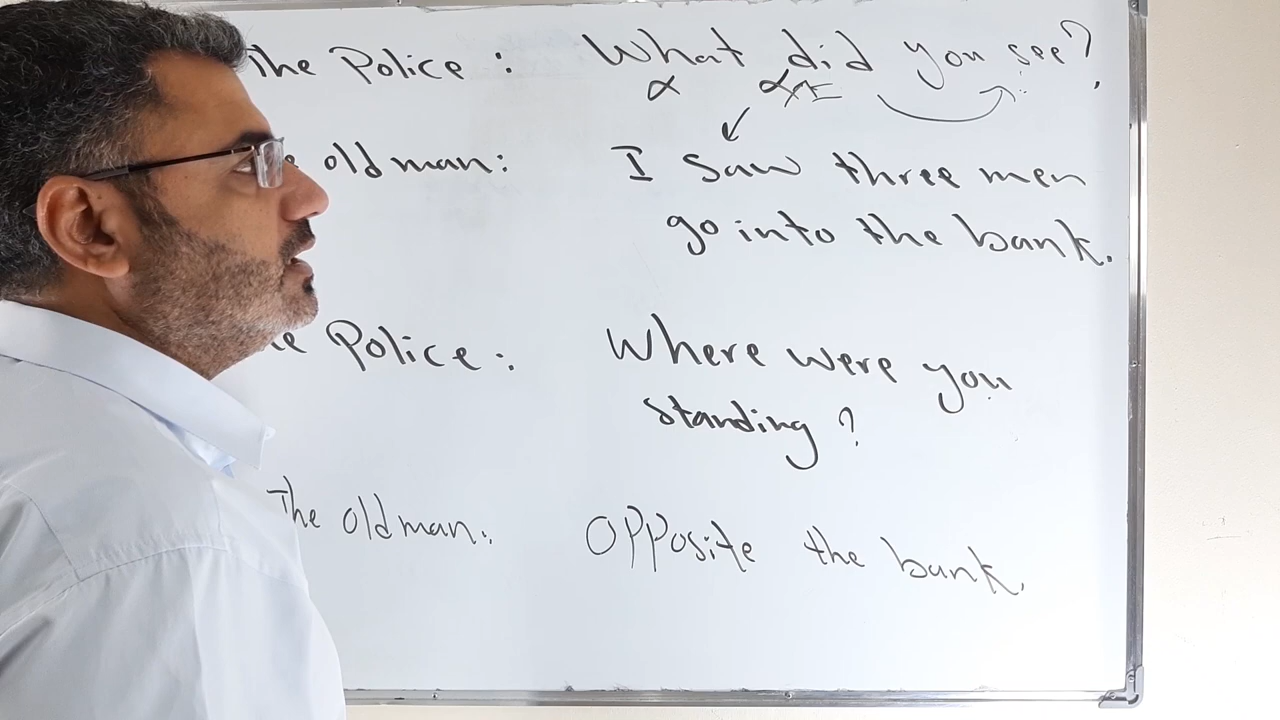 The Police : What did you see?
old man: I saw three men
go into the bank.
Police : Where were you
standing ?
The old man: Opposite the bank.